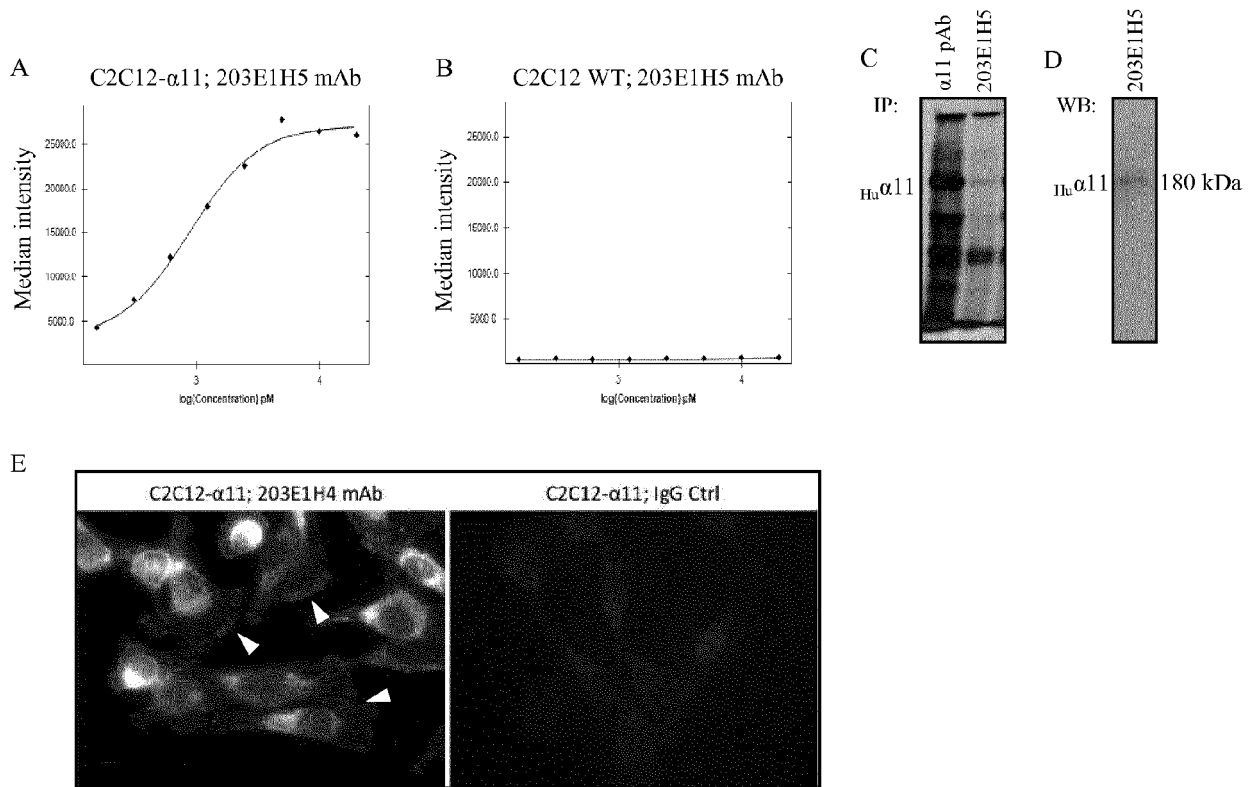 A
C2C12-α11; 203E1H5 mAb
Median intensity
25000.0
20000.0
15000.0
10000.0
5000.0
3
4
log(Concentration) pM
B
C2C12 WT; 203E1H5 mAb
Median intensity
25000.0
20000.0
15000.0
10000.0
5000.0
3
4
log(Concentration) pM
C
α11 pAb
203E1H5
IP:
Huα11
D
203E1H5
WB:
Huα11
180 kDa
E
C2C12-α11; 203E1H4 mAb
C2C12-α11; IgG Ctrl